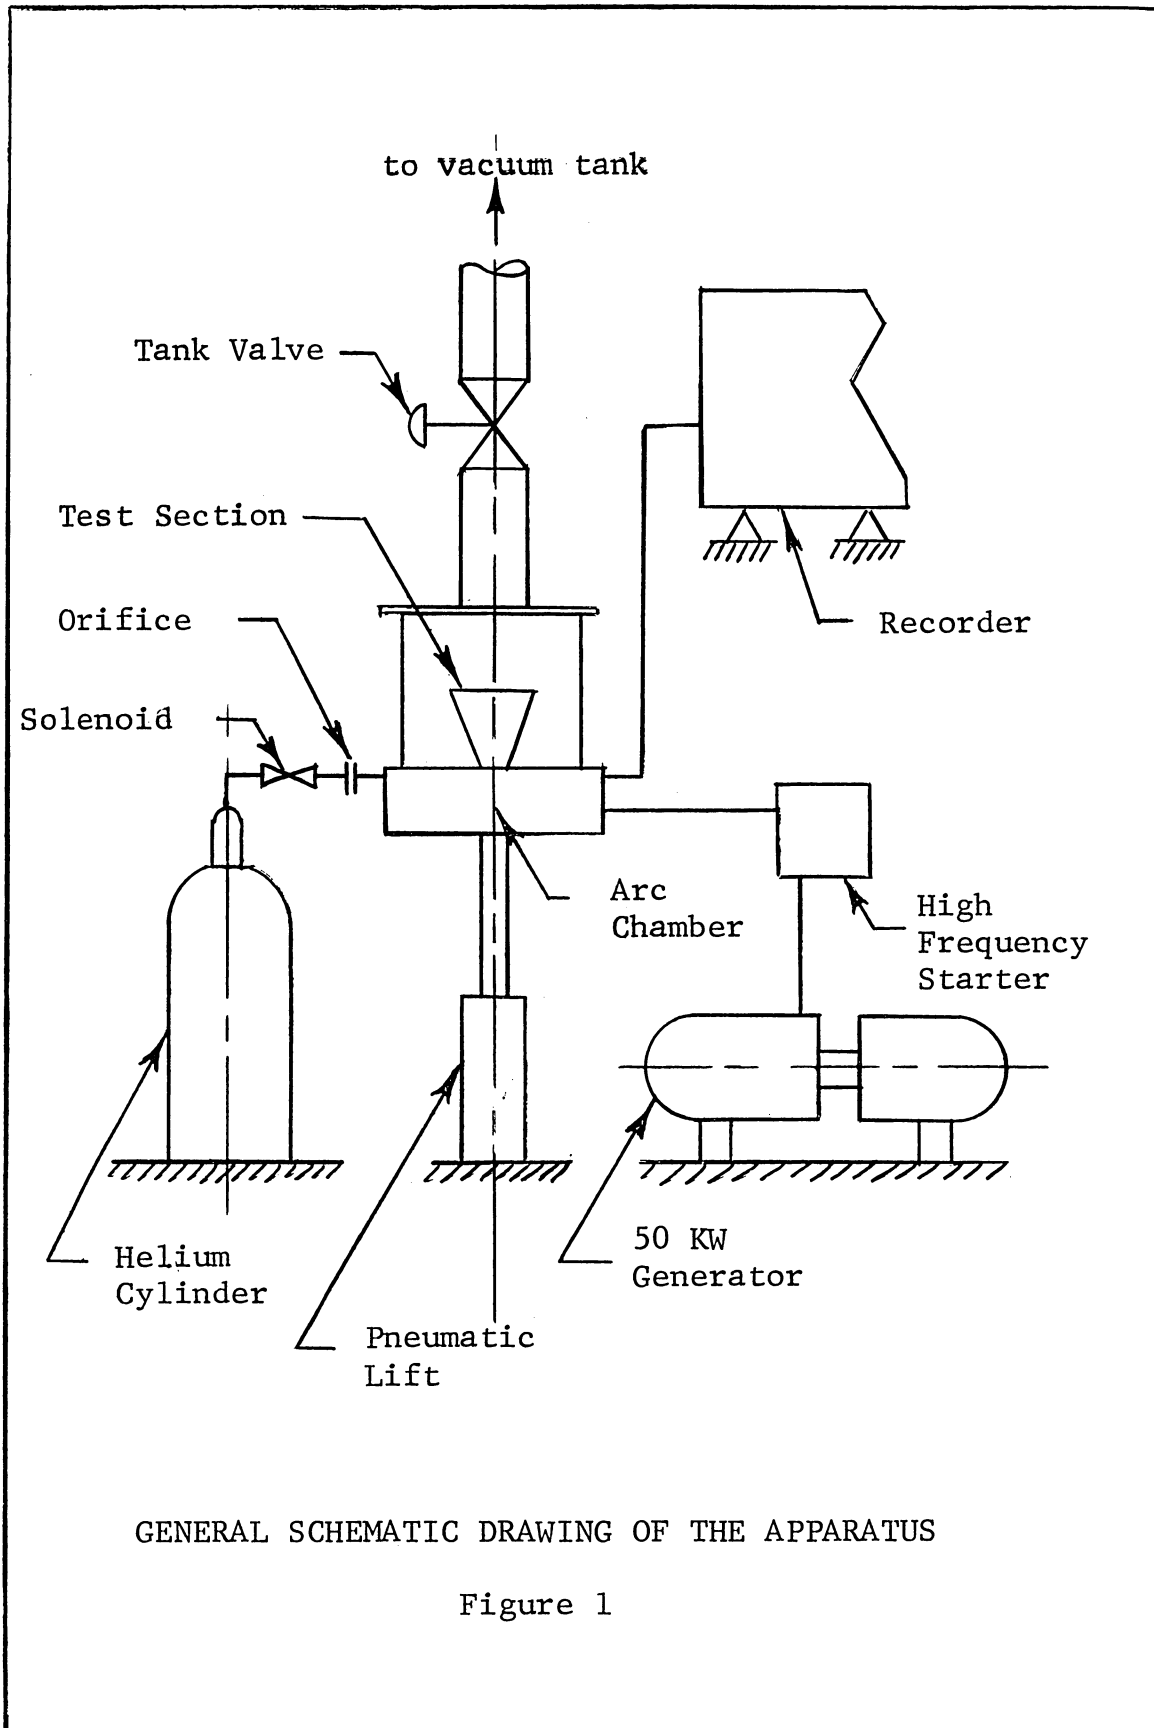 to vacuum tank
Tank Valve
Test Section
Orifice
Recorder
Solenoid
Arc
Chamber
High
Frequency
Starter
50 KW
Generator
Helium
Cylinder
Pneumatic
Lift
GENERAL SCHEMATIC DRAWING OF THE APPARATUS
Figure 1